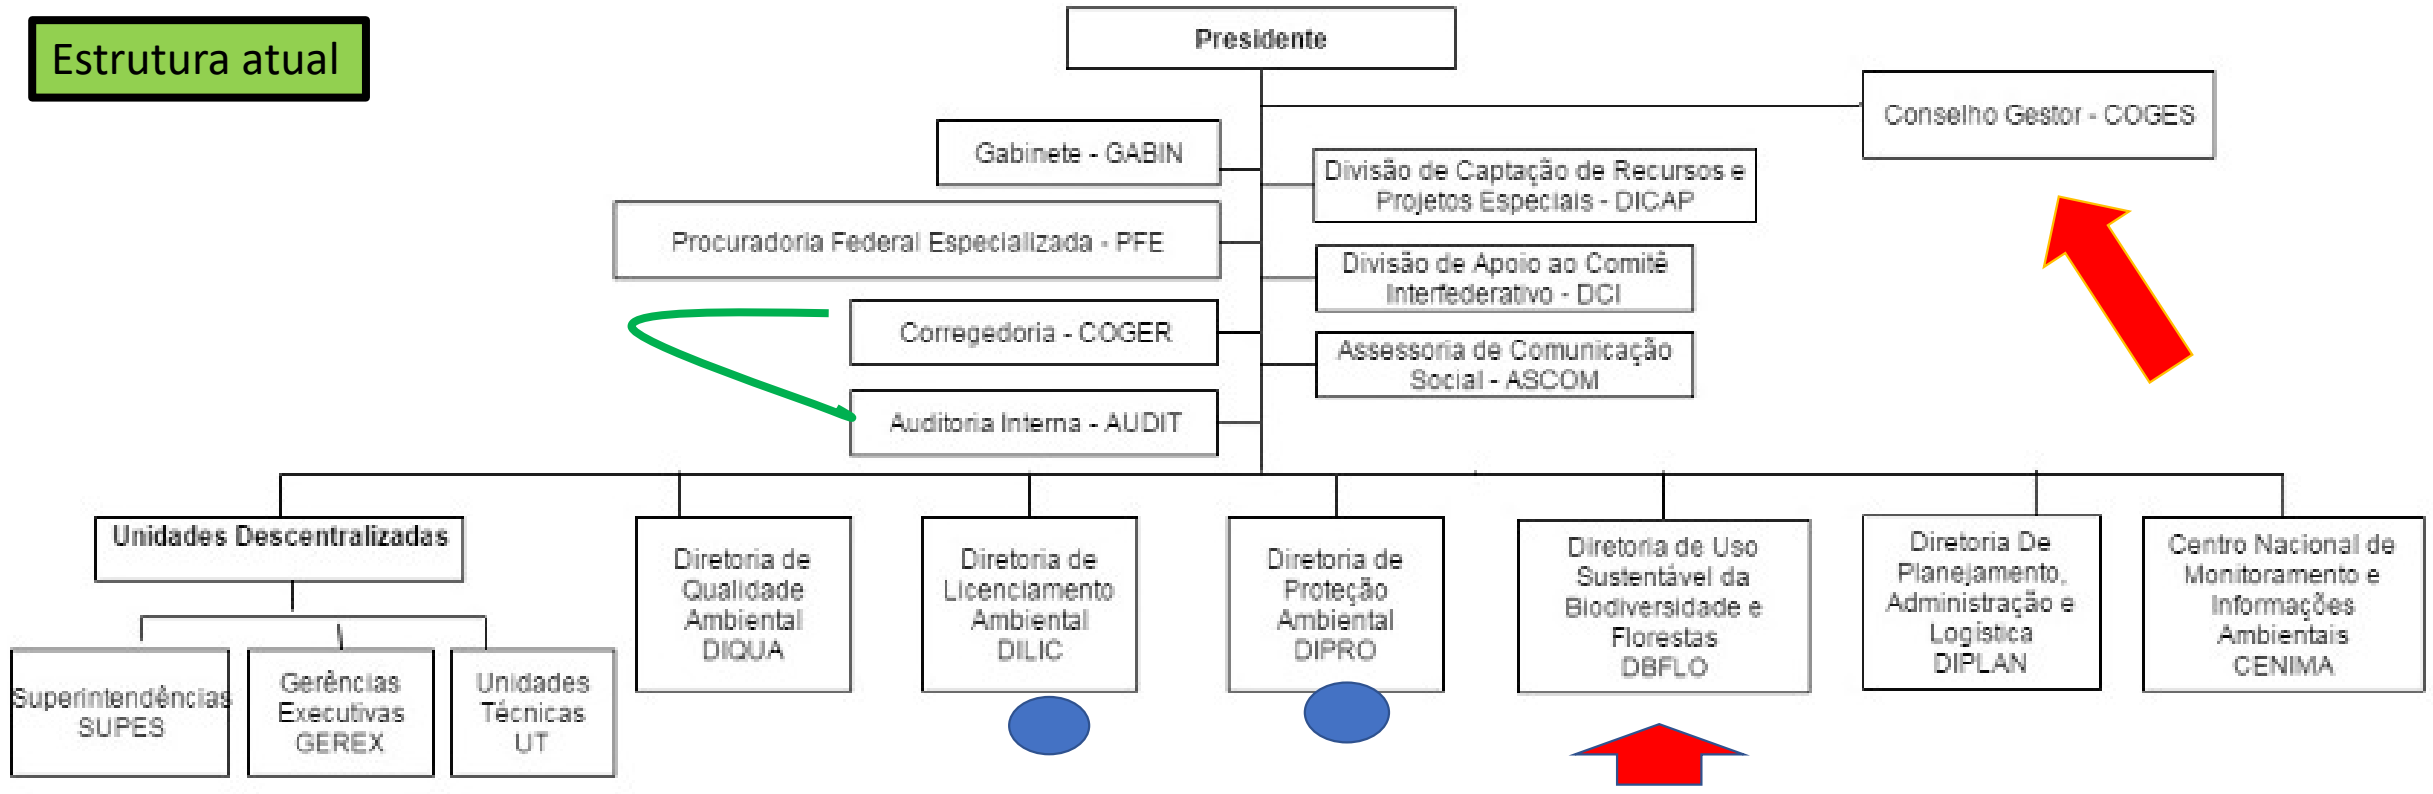 Estrutura atual
Presidente
Conselho Gestor - COGES
Gabinete - GABIN
Divisão de Captação de Recursos e
Projetos Especiais - DICAP
Procuradoria Federal Especializada - PFE
Divisão de Apoio ao Comitê
Interfederativo - DCI
Corregedoria - COGER
Assessoria de Comunicação
Social - ASCOM
Auditoria Interna - AUDIT
Unidades Descentralizadas
Superintendências
SUPES
Gerências
Executivas
GEREX
Unidades
Técnicas
UT
Diretoria de
Qualidade
Ambiental
DIQUA
Diretoria de
Licenciamento
Ambiental
DILIC
Diretoria de
Proteção
Ambiental
DIPRO
Diretoria de Uso
Sustentável da
Biodiversidade e
Florestas
DBFLO
Diretoria De
Planejamento,
Administração e
Logística
DIPLAN
Centro Nacional de
Monitoramento e
Informações
Ambientais
CENIMA